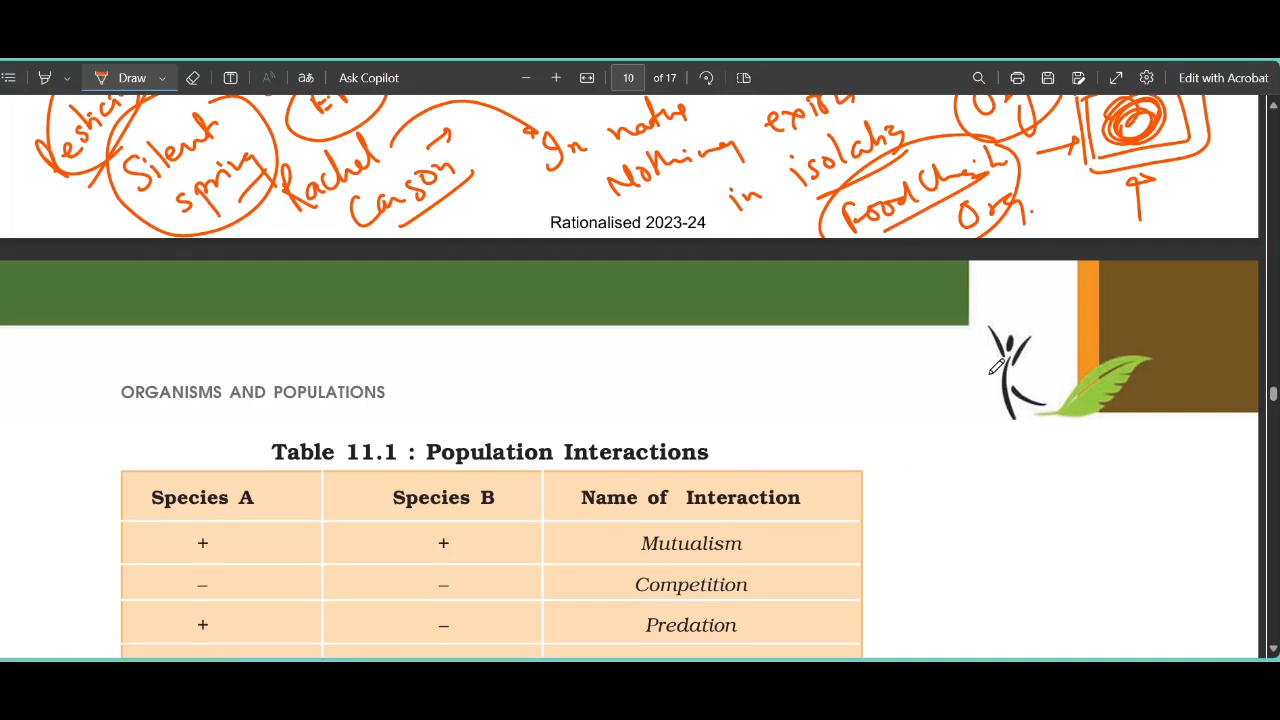 Draw
Ask Copilot
10 of 17
Edit with Acrobat
Silent
spring
Rachel
Carson
In nature
Nothing exists
in isolation
Food Chain
Org.
Rationalised 2023-24
ORGANISMS AND POPULATIONS
Table 11.1 : Population Interactions
Species A Species B Name of Interaction
+ + Mutualism
– – Competition
+ – Predation